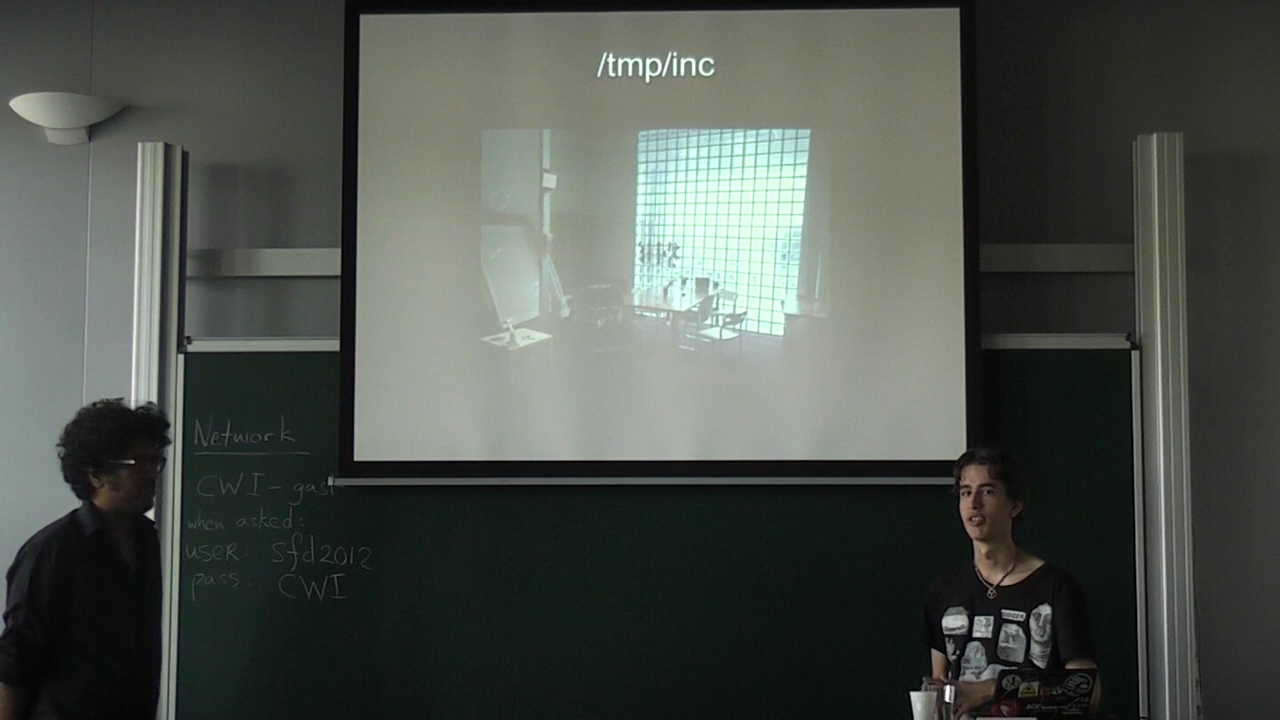 /tmp/inc
Network
CWI-gast
when asked:
user: sfd2012
pass: CWI